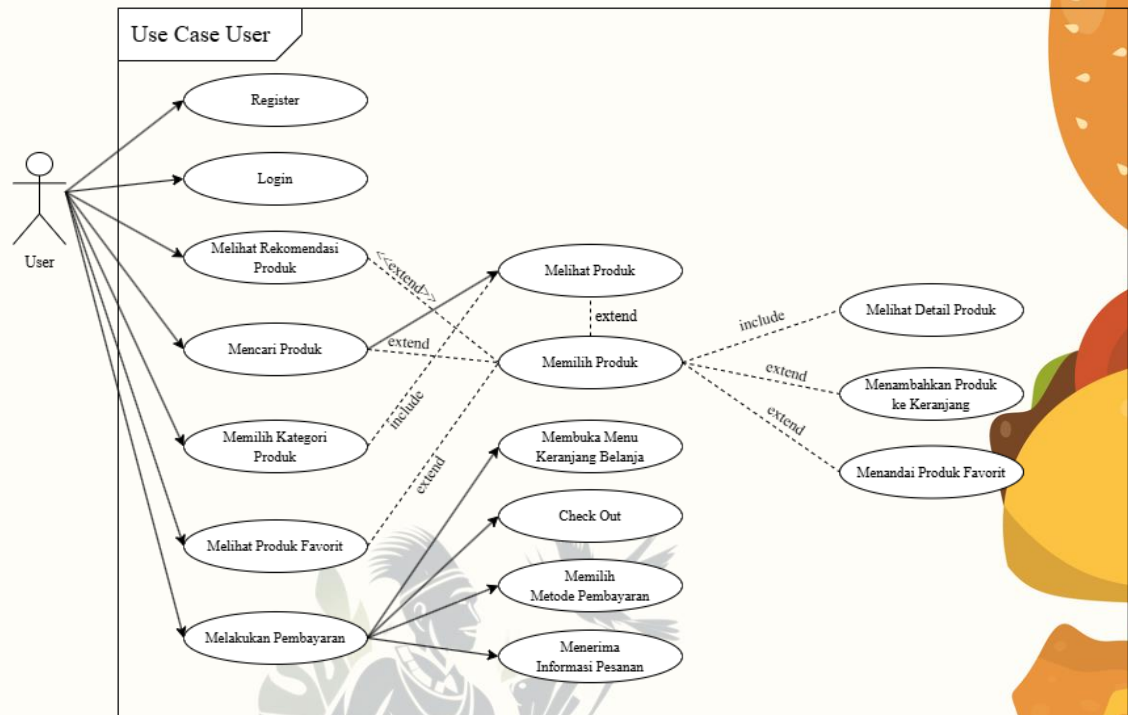 Use Case User
Register
Login
User
Melihat Rekomendasi
Produk
<<extend>>
Melihat Produk
extend
Mencari Produk
extend
Memilih Produk
include
Melihat Detail Produk
extend
Menambahkan Produk
ke Keranjang
extend
Menandai Produk Favorit
include
Memilih Kategori
Produk
extend
Membuka Menu
Keranjang Belanja
Check Out
Melihat Produk Favorit
Memilih
Metode Pembayaran
Melakukan Pembayaran
Menerima
Informasi Pesanan